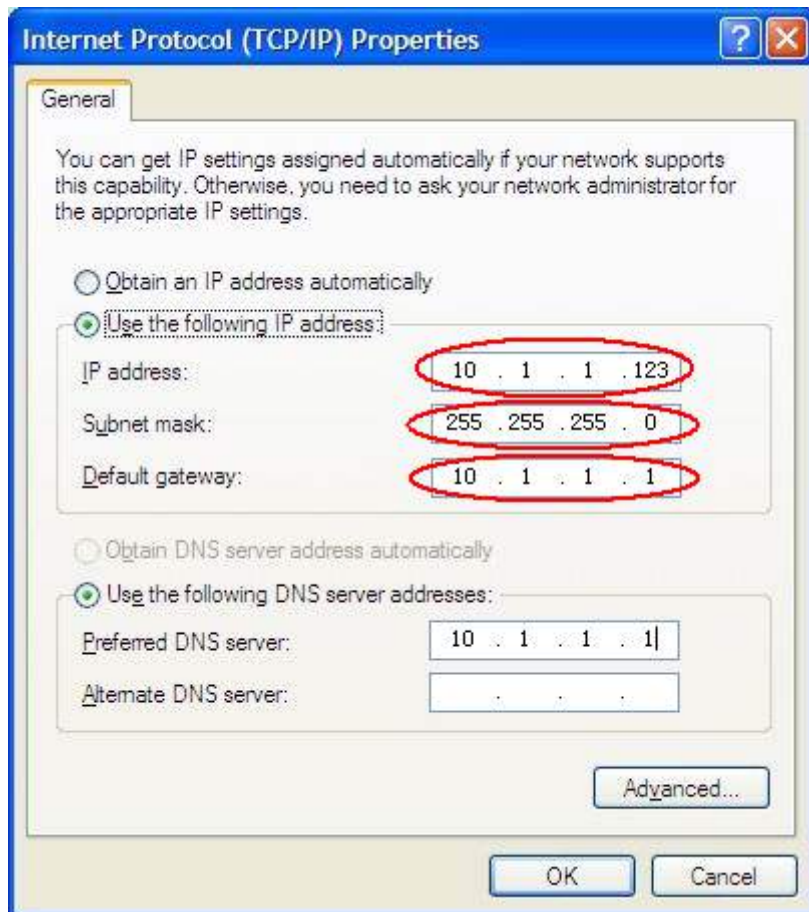 Internet Protocol (TCP/IP) Properties
General
You can get IP settings assigned automatically if your network supports
this capability. Otherwise, you need to ask your network administrator for
the appropriate IP settings.
Obtain an IP address automatically
Use the following IP address:
IP address: 10 . 1 . 1 . 123
Subnet mask: 255 . 255 . 255 . 0
Default gateway: 10 . 1 . 1 . 1
Obtain DNS server address automatically
Use the following DNS server addresses:
Preferred DNS server: 10 . 1 . 1 . 1
Alternate DNS server: . . .
Advanced...
OK Cancel